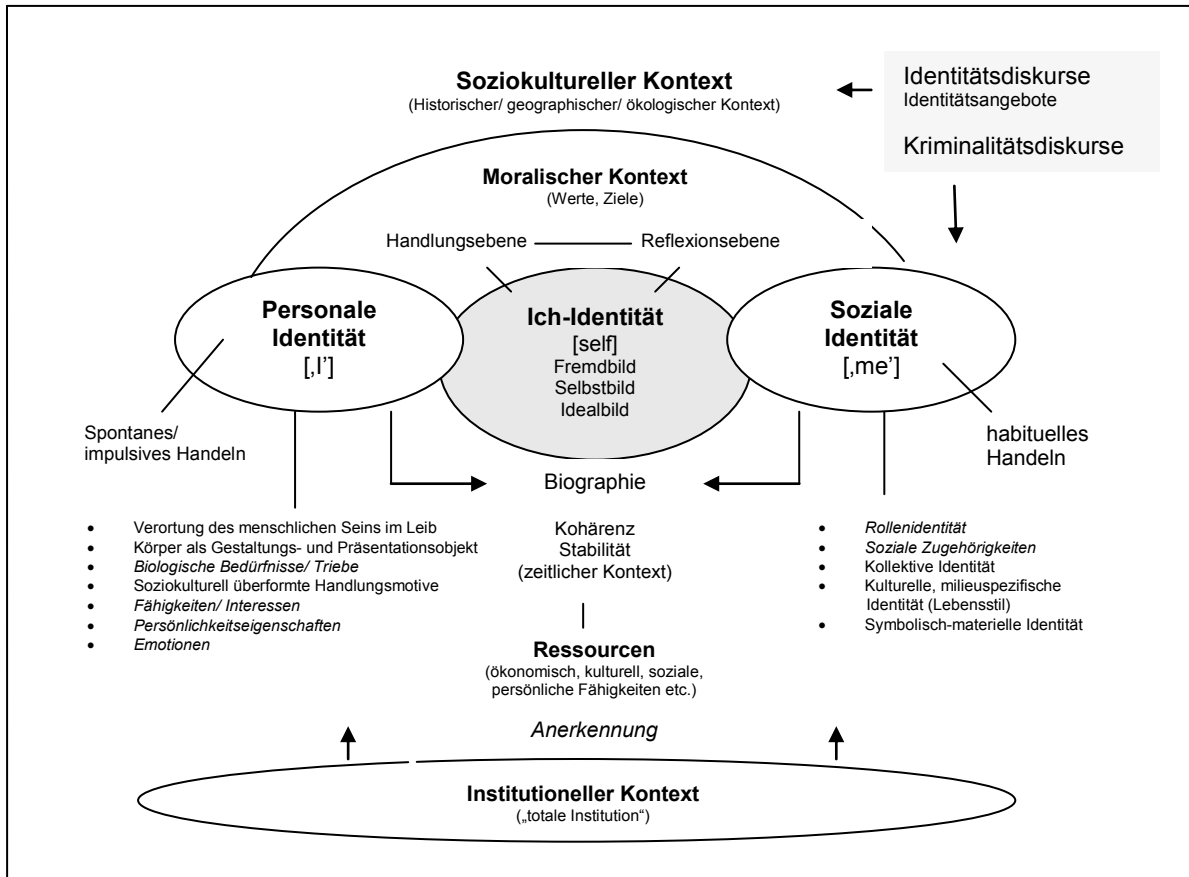 Soziokultureller Kontext
(Historischer/ geographischer/ ökologischer Kontext)
Identitätsdiskurse
Identitätsangebote
Kriminalitätsdiskurse
Moralischer Kontext
(Werte, Ziele)
Handlungsebene
Reflexionsebene
Personale
Identität
[‚I’]
Ich-Identität
[self]
Fremdbild
Selbstbild
Idealbild
Soziale
Identität
[‚me’]
Spontanes/
impulsives Handeln
habituelles
Handeln
Biographie
Kohärenz
Stabilität
(zeitlicher Kontext)
• Verortung des menschlichen Seins im Leib
• Körper als Gestaltungs- und Präsentationsobjekt
• Biologische Bedürfnisse/ Triebe
• Soziokulturell überformte Handlungsmotive
• Fähigkeiten/ Interessen
• Persönlichkeitseigenschaften
• Emotionen
• Rollenidentität
• Soziale Zugehörigkeiten
• Kollektive Identität
• Kulturelle, milieuspezifische
Identität (Lebensstil)
• Symbolisch-materielle Identität
Ressourcen
(ökonomisch, kulturell, soziale,
persönliche Fähigkeiten etc.)
Anerkennung
Institutioneller Kontext
(„totale Institution“)